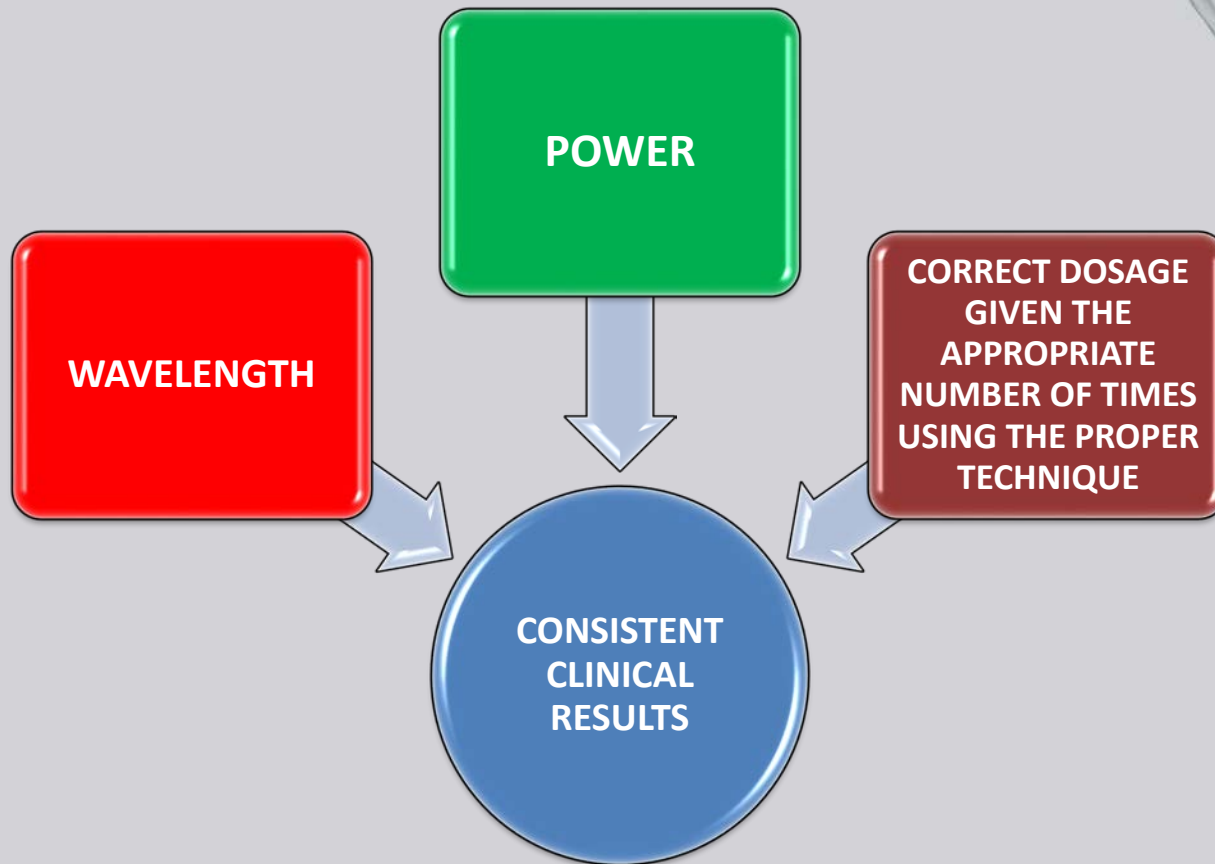 POWER
WAVELENGTH
CORRECT DOSAGE
GIVEN THE
APPROPRIATE
NUMBER OF TIMES
USING THE PROPER
TECHNIQUE
CONSISTENT
CLINICAL
RESULTS